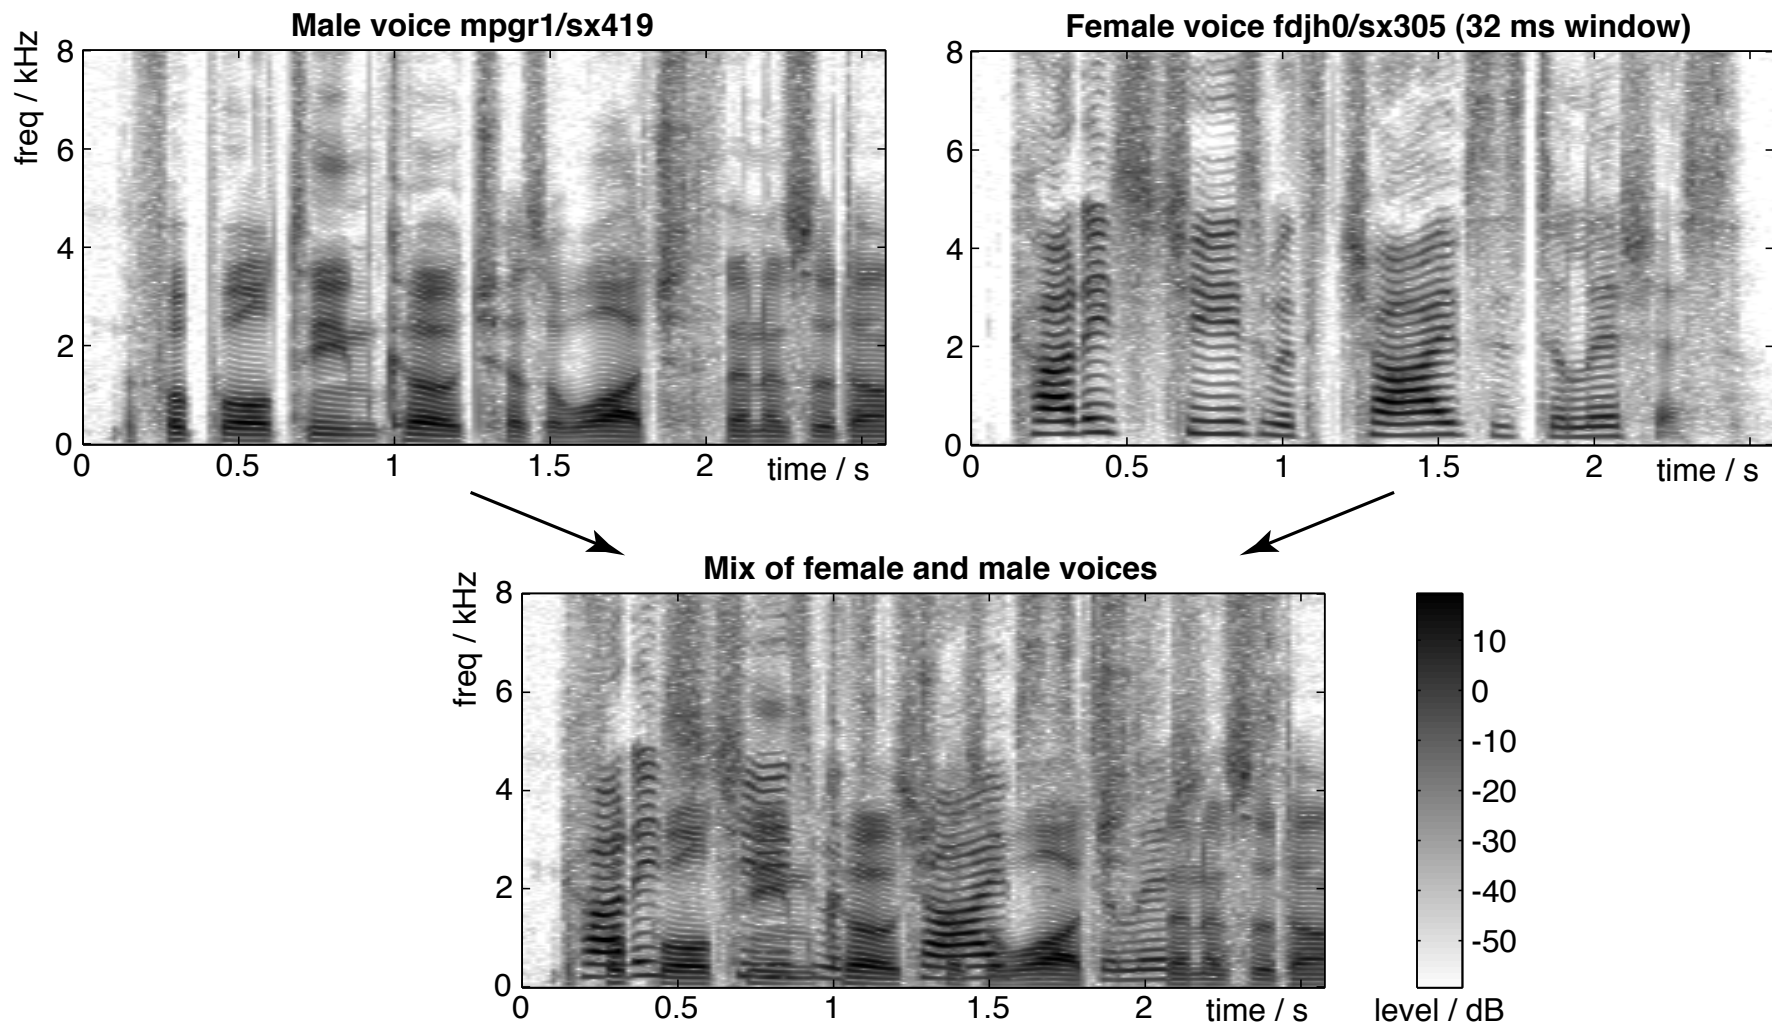 Male voice mpgr1/sx419
freq / kHz
8
6
4
2
0
0 0.5 1 1.5 2 time / s
Female voice fdjh0/sx305 (32 ms window)
8
6
4
2
0
0 0.5 1 1.5 2 time / s
Mix of female and male voices
freq / kHz
8
6
4
2
0
0 0.5 1 1.5 2 time / s
10
0
-10
-20
-30
-40
-50
level / dB